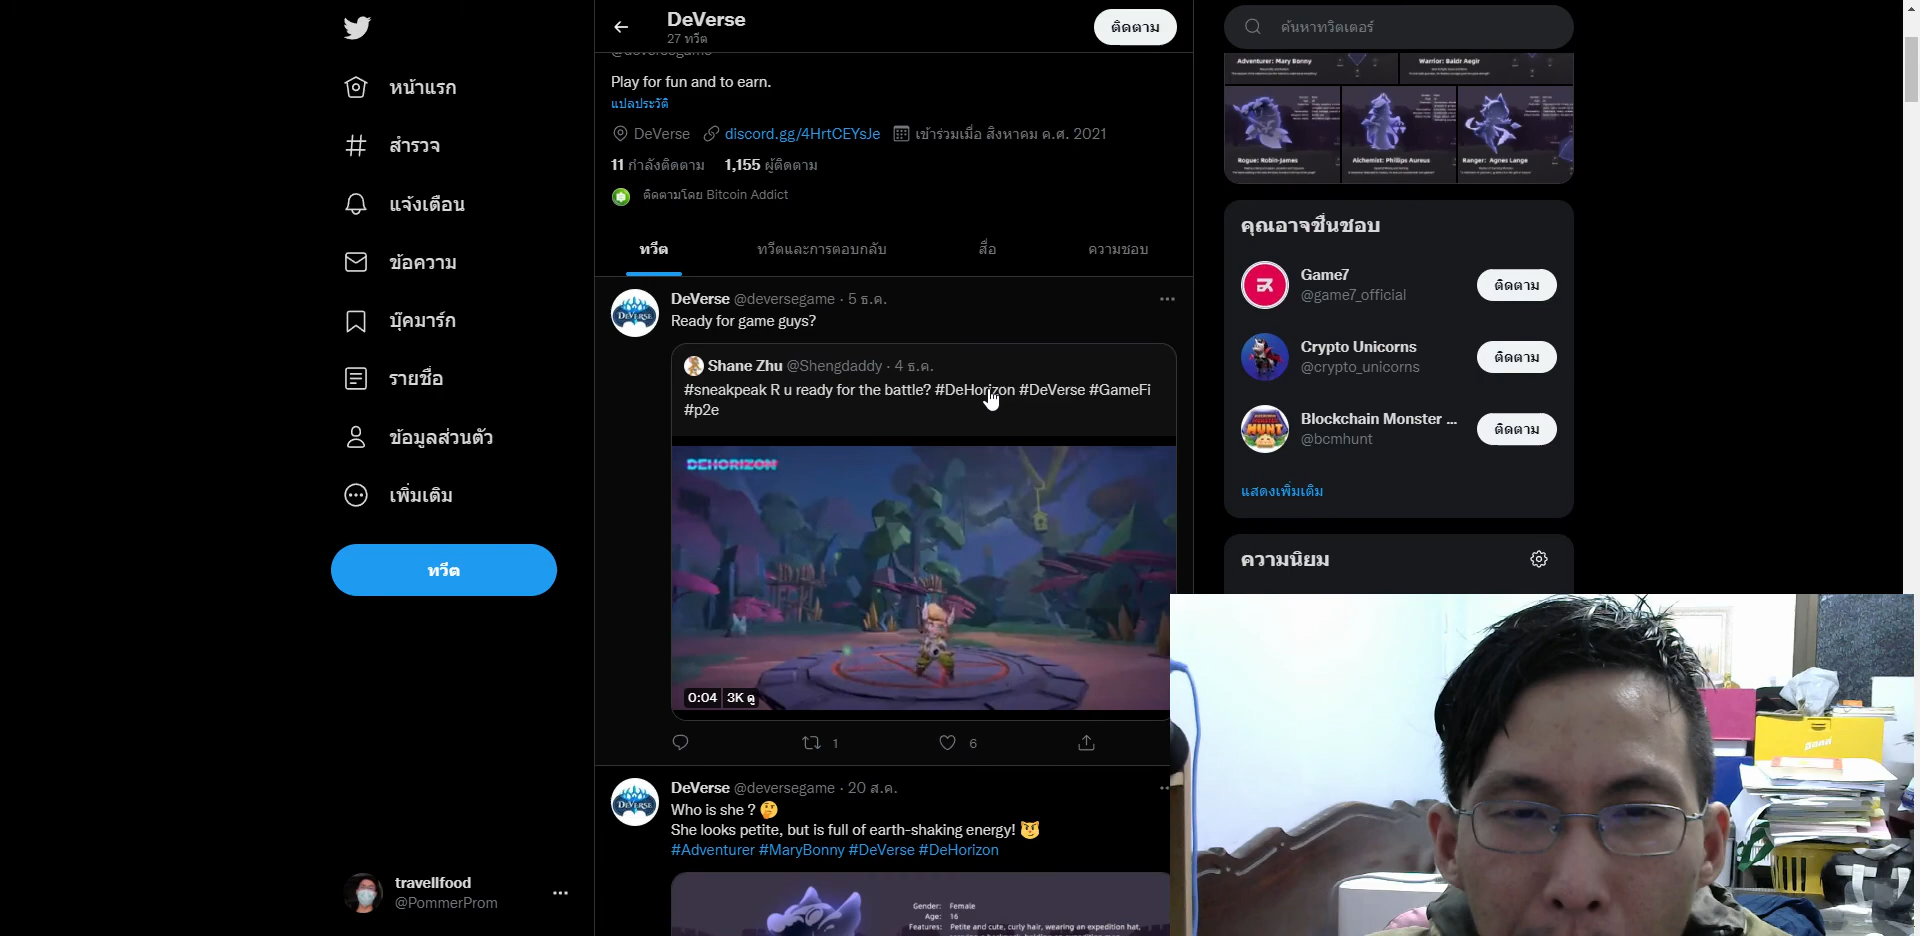 DeVerse
27 ทวีต
ติดตาม
@deversegame
Play for fun and to earn.
แปลประวัติ
DeVerse discord.gg/4HrtCEYsJe เข้าร่วมเมื่อ สิงหาคม ค.ศ. 2021
11 กำลังติดตาม 1,155 ผู้ติดตาม
ติดตามโดย Bitcoin Addict
ทวีต ทวีตและการตอบกลับ สื่อ ความชอบ
DeVerse @deversegame · 5 ธ.ค.
Ready for game guys?
Shane Zhu @Shengdaddy · 4 ธ.ค.
#sneakpeak R u ready for the battle? #DeHorizon #DeVerse #GameFi
#p2e
DEHORIZON
0:04 3K ดู
1 6
DeVerse @deversegame · 20 ส.ค.
Who is she ? 🤔
She looks petite, but is full of earth-shaking energy! 😼
#Adventurer #MaryBonny #DeVerse #DeHorizon
Gender: Female
Age: 16
Features: Petite and cute, curly hair, wearing an expedition hat,
หน้าแรก
สำรวจ
แจ้งเตือน
ข้อความ
บุ๊คมาร์ก
รายชื่อ
ข้อมูลส่วนตัว
เพิ่มเติม
ทวีต
travellfood
@PommerProm
ค้นหาทวิตเตอร์
Adventurer: Mary Bonny Warrior: Baldr Aegir
Rogue: Robin-James Alchemist: Phillips Aureus Ranger: Agnes Lange
คุณอาจชื่นชอบ
Game7
@game7_official
ติดตาม
Crypto Unicorns
@crypto_unicorns
ติดตาม
Blockchain Monster ...
@bcmhunt
ติดตาม
แสดงเพิ่มเติม
ความนิยม